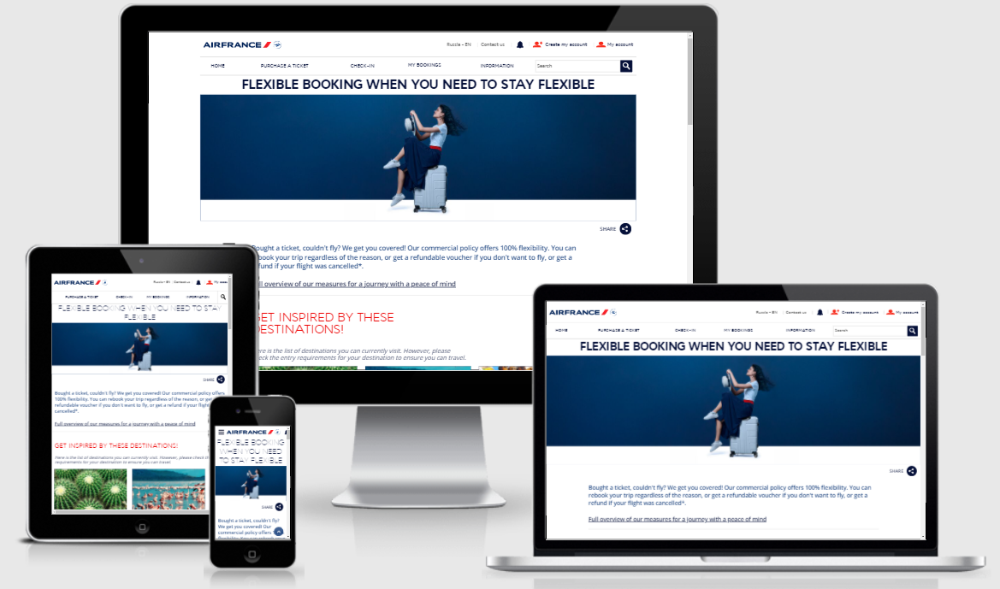 AIRFRANCE
Russia - EN
Contact us
Create my account
My account
HOME
PURCHASE A TICKET
CHECK-IN
MY BOOKINGS
INFORMATION
Search
FLEXIBLE BOOKING WHEN YOU NEED TO STAY FLEXIBLE
SHARE
Bought a ticket, couldn't fly? We get you covered! Our commercial policy offers 100% flexibility. You can
book your trip regardless of the reason, or get a refundable voucher if you don't want to fly, or get a
fund if your flight was cancelled*.
ll overview of our measures for a journey with a peace of mind
GET INSPIRED BY THESE
DESTINATIONS!
ere is the list of destinations you can currently visit. However, please
eck the entry requirements for your destination to ensure you can travel.
AIRFRANCE
Russia - EN
Contact us
My accou
PURCHASE A TICKET
CHECK-IN
MY BOOKINGS
INFORMATION
FLEXIBLE BOOKING WHEN YOU NEED TO STAY
FLEXIBLE
SHARE
Bought a ticket, couldn't fly? We get you covered! Our commercial policy offers
100% flexibility. You can rebook your trip regardless of the reason, or get
refundable voucher if you don't want to fly, or get a refund if your flight
cancelled*.
Full overview of our measures for a journey with a peace of mind
GET INSPIRED BY THESE DESTINATIONS!
Here is the list of destinations you can currently visit. However, please check th
requirements for your destination to ensure you can travel.
AIRFRANCE
FLEXIBLE BOOKING
WHEN YOU NEED
TO STAY FLEXIBLE
SHARE
Bought a ticket, couldn't fly?
We get you covered! Our
commercial policy offers
AIRFRANCE
Russia - EN
Contact us
Create my account
My account
HOME
PURCHASE A TICKET
CHECK-IN
MY BOOKINGS
INFORMATION
Search
FLEXIBLE BOOKING WHEN YOU NEED TO STAY FLEXIBLE
SHARE
Bought a ticket, couldn't fly? We get you covered! Our commercial policy offers 100% flexibility. You can
rebook your trip regardless of the reason, or get a refundable voucher if you don't want to fly, or get a
refund if your flight was cancelled*.
Full overview of our measures for a journey with a peace of mind